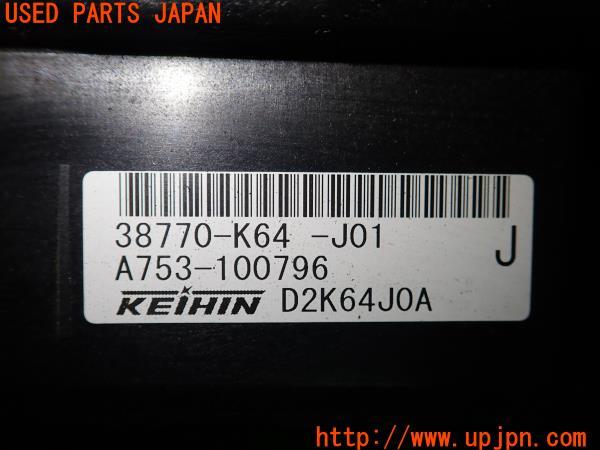 USED PARTS JAPAN
38770-K64 -J01
J
A753-100796
KEIHIN D2K64J0A
http://www.upjpn.com/